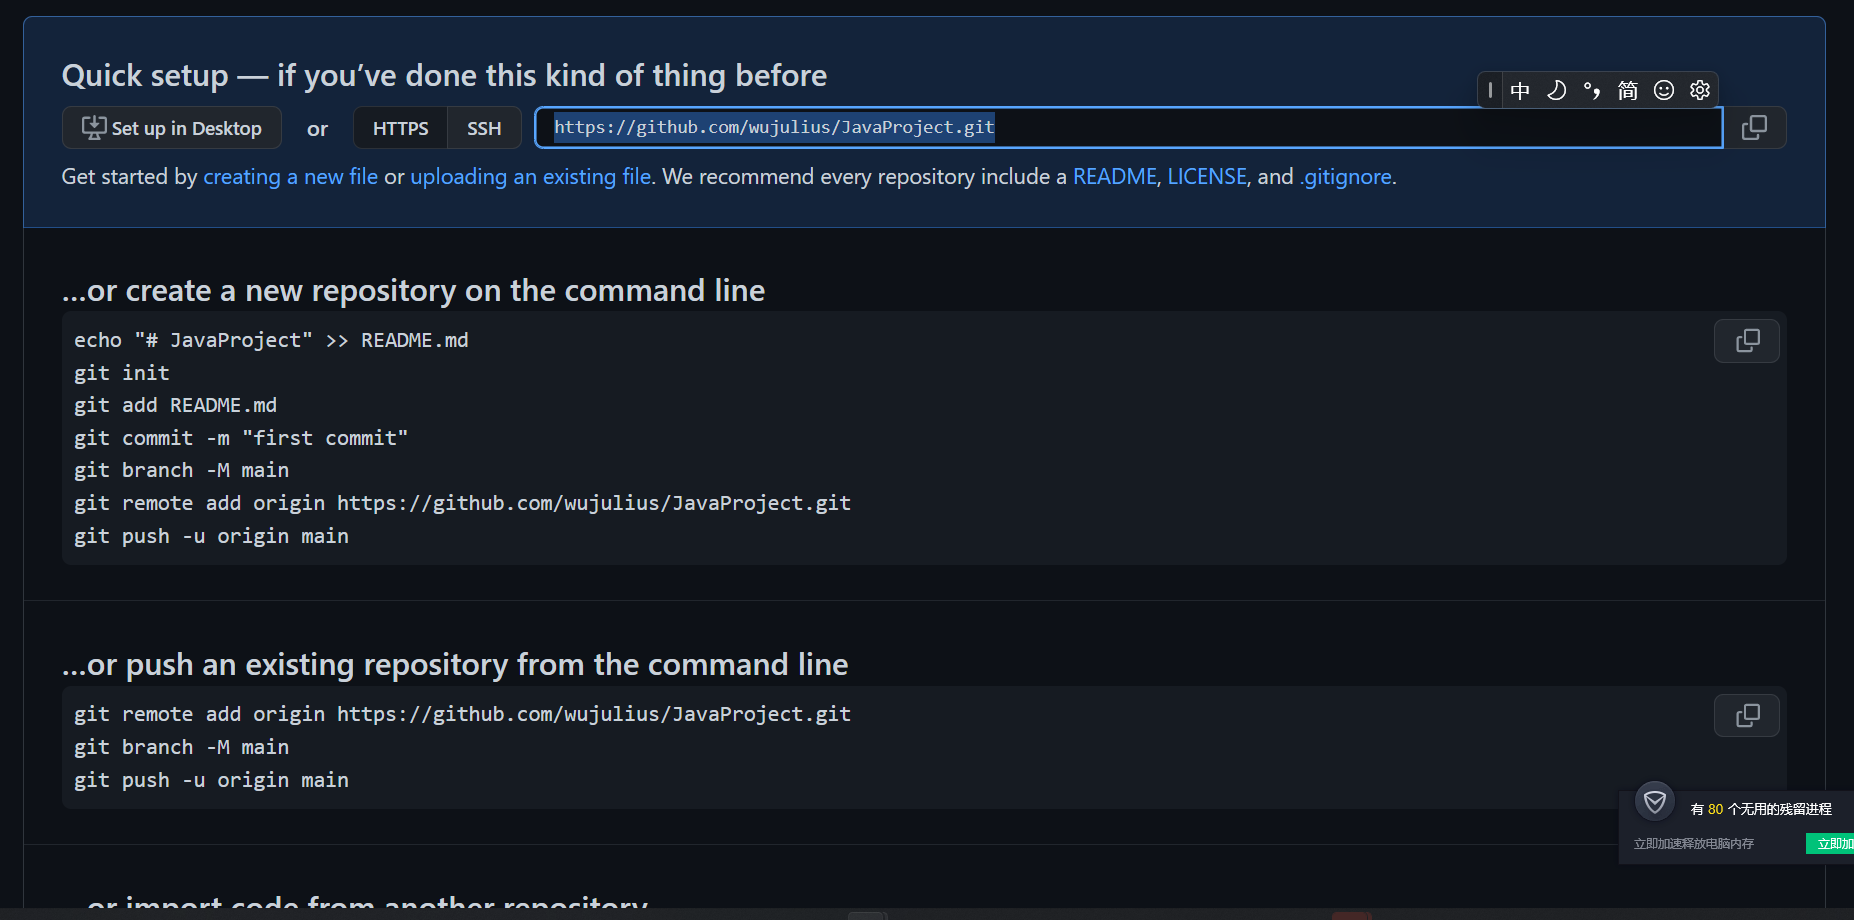 Quick setup — if you’ve done this kind of thing before
中 简
Set up in Desktop or HTTPS SSH https://github.com/wujulius/JavaProject.git
Get started by creating a new file or uploading an existing file. We recommend every repository include a README, LICENSE, and .gitignore.
…or create a new repository on the command line
echo "# JavaProject" >> README.md
git init
git add README.md
git commit -m "first commit"
git branch -M main
git remote add origin https://github.com/wujulius/JavaProject.git
git push -u origin main
…or push an existing repository from the command line
git remote add origin https://github.com/wujulius/JavaProject.git
git branch -M main
git push -u origin main
有 80 个无用的残留进程
立即加速释放电脑内存
立即加
…or import code from another repository